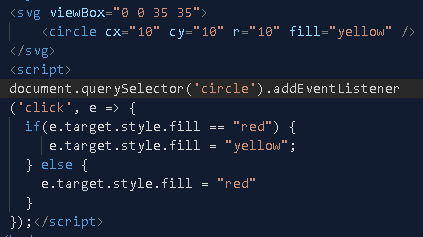 <svg viewBox="0 0 35 35">
<circle cx="10" cy="10" r="10" fill="yellow" />
</svg>
<script>
document.querySelector('circle').addEventListener
('click', e => {
if(e.target.style.fill == "red") {
e.target.style.fill = "yellow";
} else {
e.target.style.fill = "red"
}
});</script>